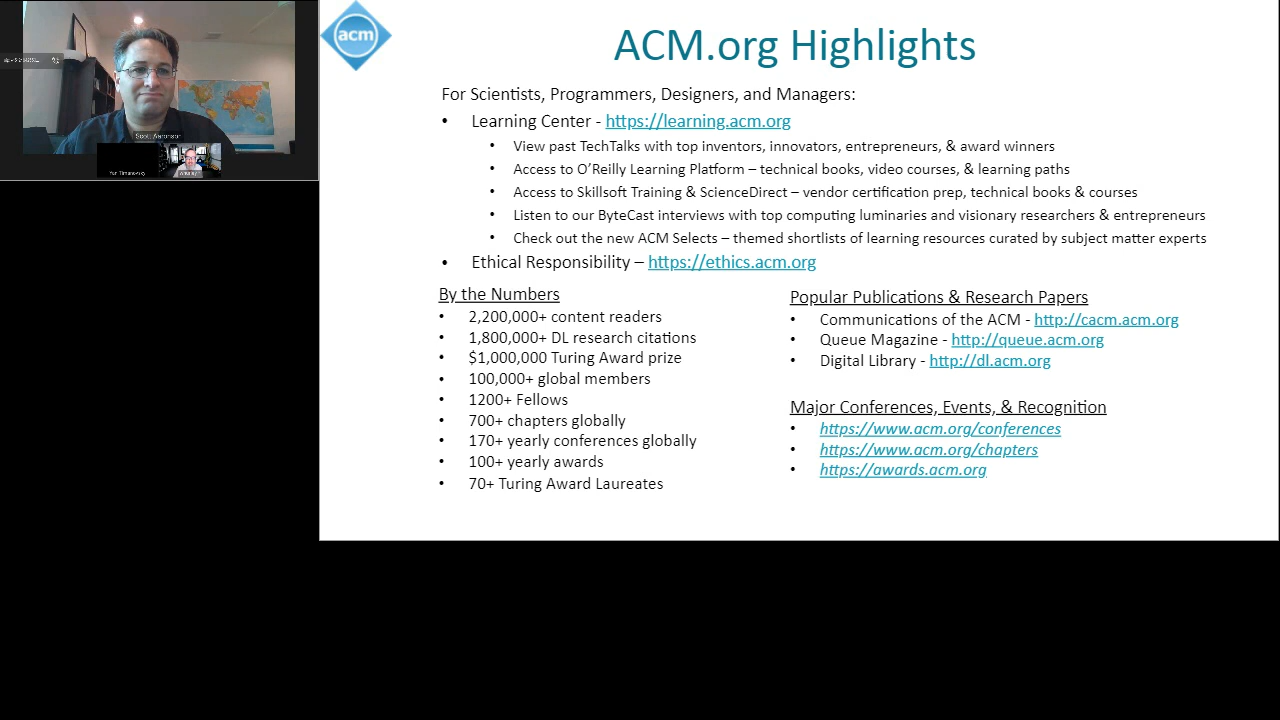 Scott Aaronson
Yuri Timanovsky
acm
ACM.org Highlights
For Scientists, Programmers, Designers, and Managers:
• Learning Center - https://learning.acm.org
• View past TechTalks with top inventors, innovators, entrepreneurs, & award winners
• Access to O'Reilly Learning Platform – technical books, video courses, & learning paths
• Access to Skillsoft Training & ScienceDirect – vendor certification prep, technical books & courses
• Listen to our ByteCast interviews with top computing luminaries and visionary researchers & entrepreneurs
• Check out the new ACM Selects – themed shortlists of learning resources curated by subject matter experts
• Ethical Responsibility – https://ethics.acm.org
By the Numbers
• 2,200,000+ content readers
• 1,800,000+ DL research citations
• $1,000,000 Turing Award prize
• 100,000+ global members
• 1200+ Fellows
• 700+ chapters globally
• 170+ yearly conferences globally
• 100+ yearly awards
• 70+ Turing Award Laureates
Popular Publications & Research Papers
• Communications of the ACM - http://cacm.acm.org
• Queue Magazine - http://queue.acm.org
• Digital Library - http://dl.acm.org
Major Conferences, Events, & Recognition
• https://www.acm.org/conferences
• https://www.acm.org/chapters
• https://awards.acm.org